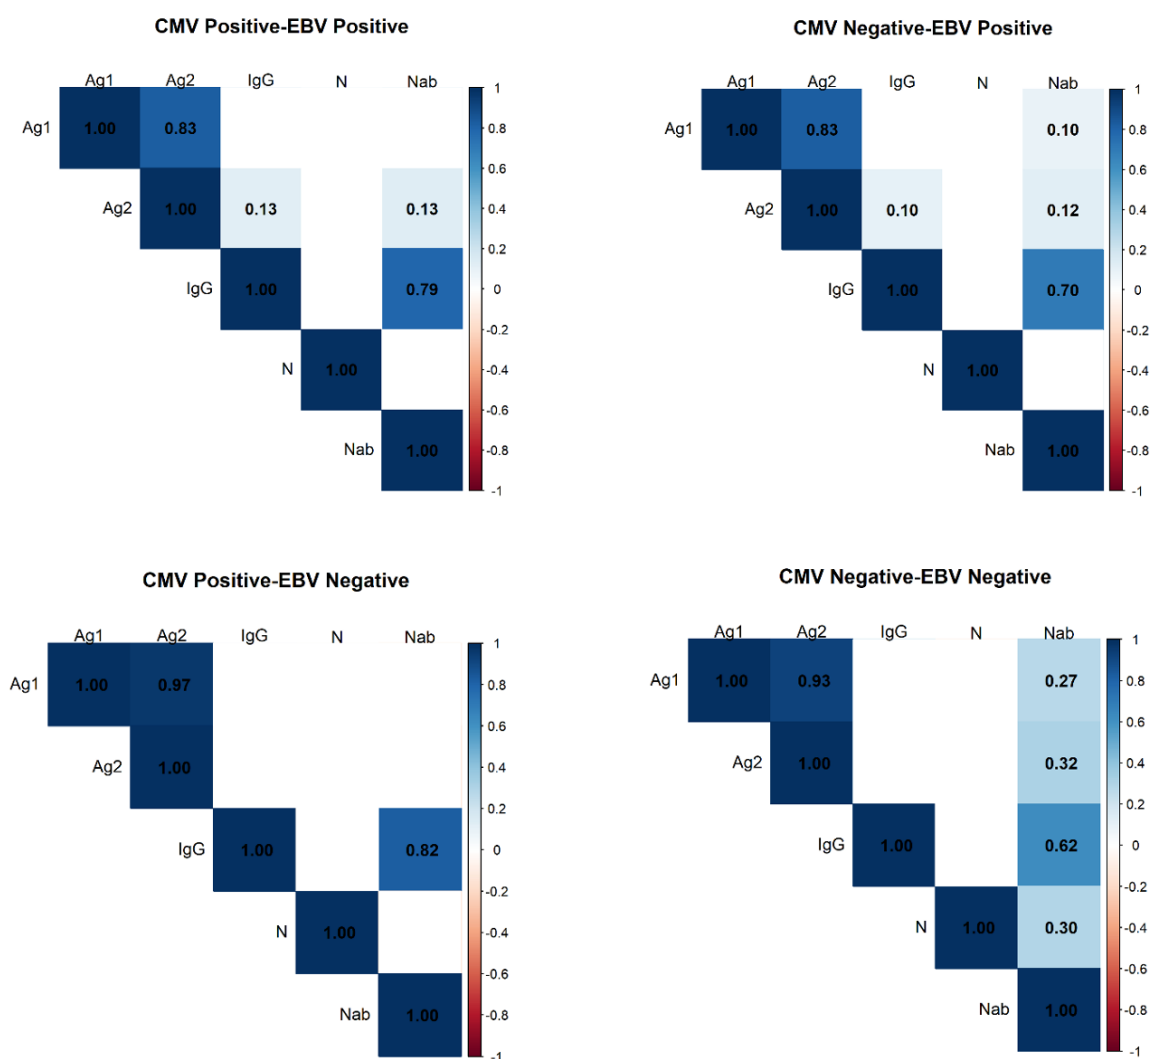 CMV Positive-EBV Positive
Ag1 Ag2 IgG N Nab
Ag1 1.00 0.83
Ag2 1.00 0.13 0.13
IgG 1.00 0.79
N 1.00
Nab 1.00
1
0.8
0.6
0.4
0.2
0
-0.2
-0.4
-0.6
-0.8
-1
CMV Negative-EBV Positive
Ag1 Ag2 IgG N Nab
Ag1 1.00 0.83 0.10
Ag2 1.00 0.10 0.12
IgG 1.00 0.70
N 1.00
Nab 1.00
1
0.8
0.6
0.4
0.2
0
-0.2
-0.4
-0.6
-0.8
-1
CMV Positive-EBV Negative
Ag1 Ag2 IgG N Nab
Ag1 1.00 0.97
Ag2 1.00
IgG 1.00 0.82
N 1.00
Nab 1.00
1
0.8
0.6
0.4
0.2
0
-0.2
-0.4
-0.6
-0.8
-1
CMV Negative-EBV Negative
Ag1 Ag2 IgG N Nab
Ag1 1.00 0.93 0.27
Ag2 1.00 0.32
IgG 1.00 0.62
N 1.00 0.30
Nab 1.00
1
0.8
0.6
0.4
0.2
0
-0.2
-0.4
-0.6
-0.8
-1